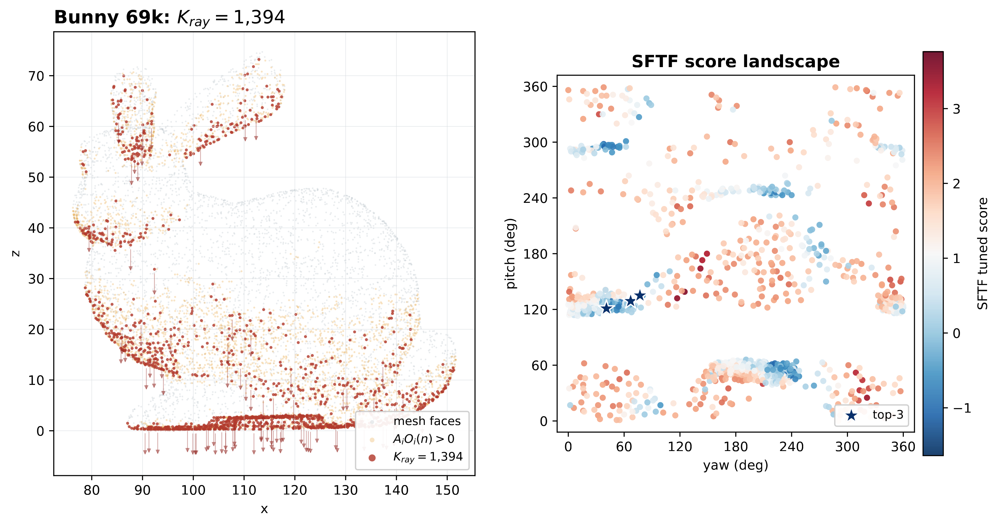 Bunny 69k: K_ray = 1,394
70
60
50
40
30
20
10
0
z
80 90 100 110 120 130 140 150
x
mesh faces
A_iO_i(n) > 0
K_ray = 1,394
SFTF score landscape
360
300
240
180
120
60
0
pitch (deg)
0 60 120 180 240 300 360
yaw (deg)
top-3
3
2
1
0
−1
SFTF tuned score